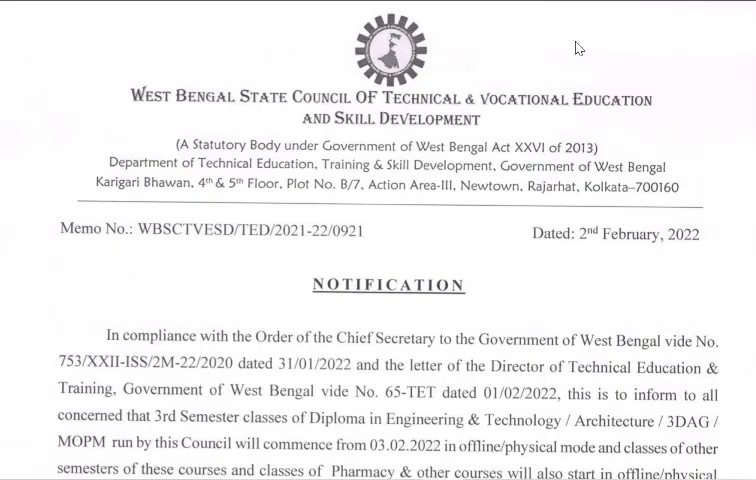 WEST BENGAL STATE COUNCIL OF TECHNICAL & VOCATIONAL EDUCATION
AND SKILL DEVELOPMENT
(A Statutory Body under Government of West Bengal Act XXVI of 2013)
Department of Technical Education, Training & Skill Development, Government of West Bengal
Karigari Bhawan, 4th & 5th Floor, Plot No. B/7, Action Area-III, Newtown, Rajarhat, Kolkata–700160
Memo No.: WBSCTVESD/TED/2021-22/0921
Dated: 2nd February, 2022
NOTIFICATION
In compliance with the Order of the Chief Secretary to the Government of West Bengal vide No.
753/XXII-ISS/2M-22/2020 dated 31/01/2022 and the letter of the Director of Technical Education &
Training, Government of West Bengal vide No. 65-TET dated 01/02/2022, this is to inform to all
concerned that 3rd Semester classes of Diploma in Engineering & Technology / Architecture / 3DAG /
MOPM run by this Council will commence from 03.02.2022 in offline/physical mode and classes of other
semesters of these courses and classes of Pharmacy & other courses will also start in offline/physical